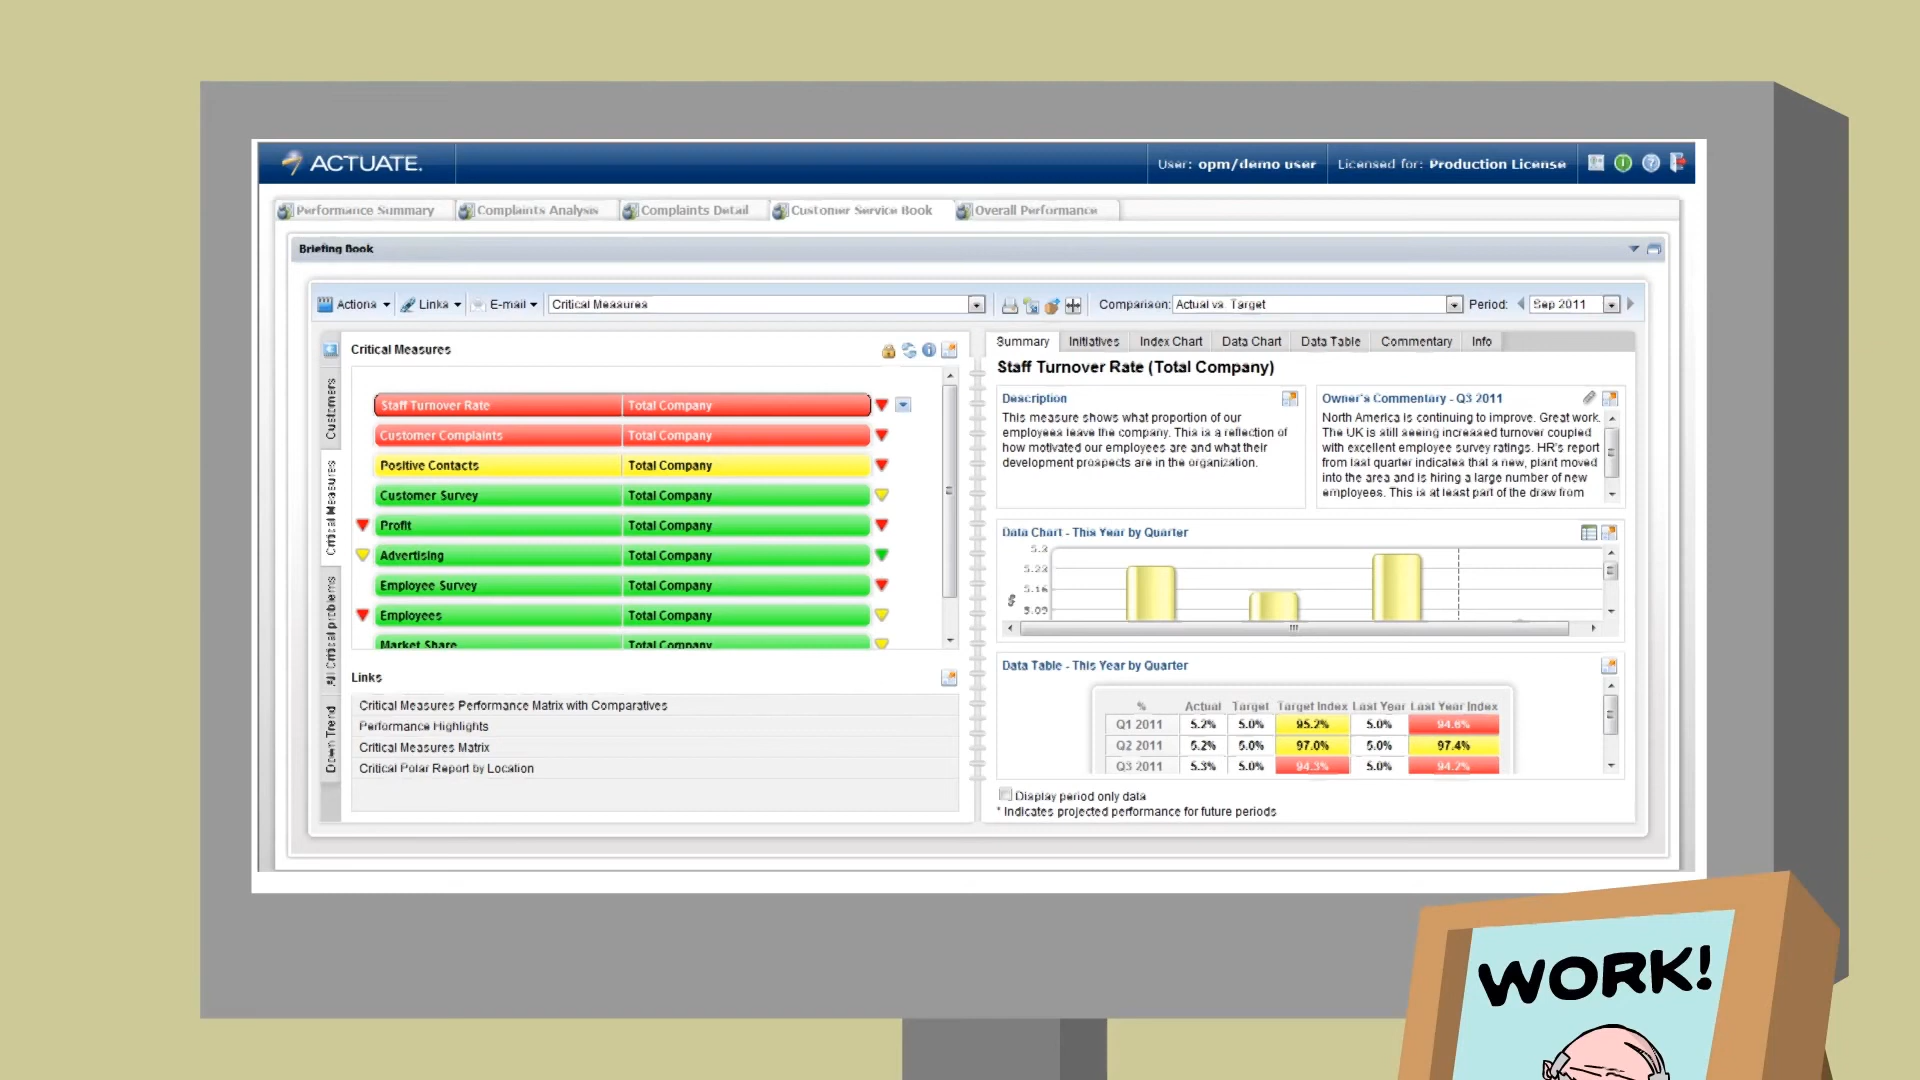 ACTUATE.
User: opm/demo user
Licensed for: Production License
Performance Summary
Complaints Analysis
Complaints Detail
Customer Service Book
Overall Performance
Briefing Book
Actions
Links
E-mail
Critical Measures
Comparison: Actual vs. Target
Period: Sep 2011
Customers
Critical Measures
All Critical problems
Down Trend
Critical Measures
Staff Turnover Rate Total Company
Customer Complaints Total Company
Positive Contacts Total Company
Customer Survey Total Company
Profit Total Company
Advertising Total Company
Employee Survey Total Company
Employees Total Company
Market Share Total Company
Links
Critical Measures Performance Matrix with Comparatives
Performance Highlights
Critical Measures Matrix
Critical Polar Report by Location
Summary Initiatives Index Chart Data Chart Data Table Commentary Info
Staff Turnover Rate (Total Company)
Description
This measure shows what proportion of our
employees leave the company. This is a reflection of
how motivated our employees are and what their
development prospects are in the organization.
Owner's Commentary - Q3 2011
North America is continuing to improve. Great work.
The UK is still seeing increased turnover coupled
with excellent employee survey ratings. HR's report
from last quarter indicates that a new, plant moved
into the area and is hiring a large number of new
employees. This is at least part of the draw from
Data Chart - This Year by Quarter
5.3
5.23
5.16
5.09
%
Data Table - This Year by Quarter
% Actual Target Target Index Last Year Last Year Index
Q1 2011 5.2% 5.0% 95.2% 5.0% 94.6%
Q2 2011 5.2% 5.0% 97.0% 5.0% 97.4%
Q3 2011 5.3% 5.0% 94.3% 5.0% 94.2%
Display period only data
* Indicates projected performance for future periods
WORK!